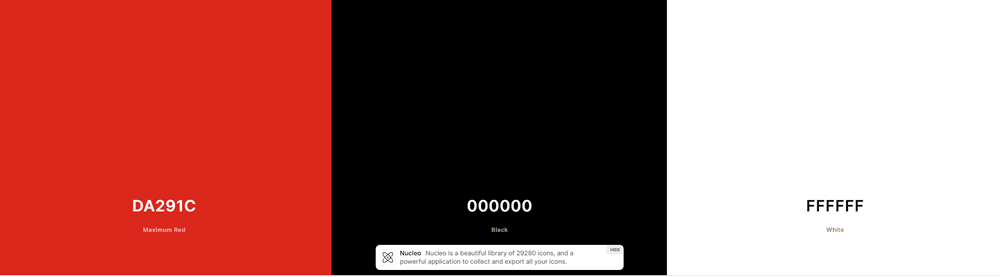 DA291C
Maximum Red
000000
Black
FFFFFF
White
Nucleo Nucleo is a beautiful library of 29280 icons, and a
powerful application to collect and export all your icons.
HIDE